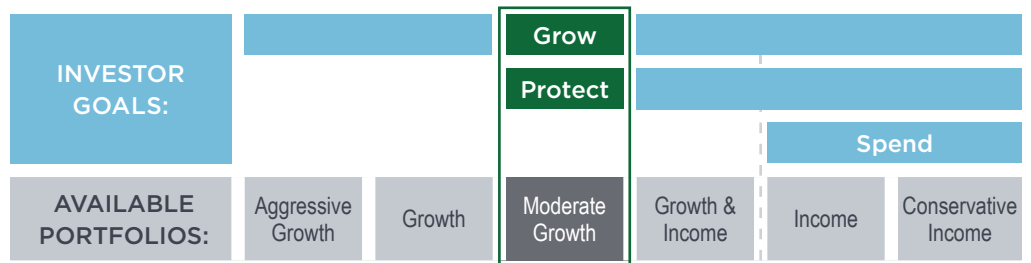 INVESTOR
GOALS:
Grow
Protect
Spend
AVAILABLE
PORTFOLIOS:
Aggressive
Growth
Growth
Moderate
Growth
Growth &
Income
Income
Conservative
Income